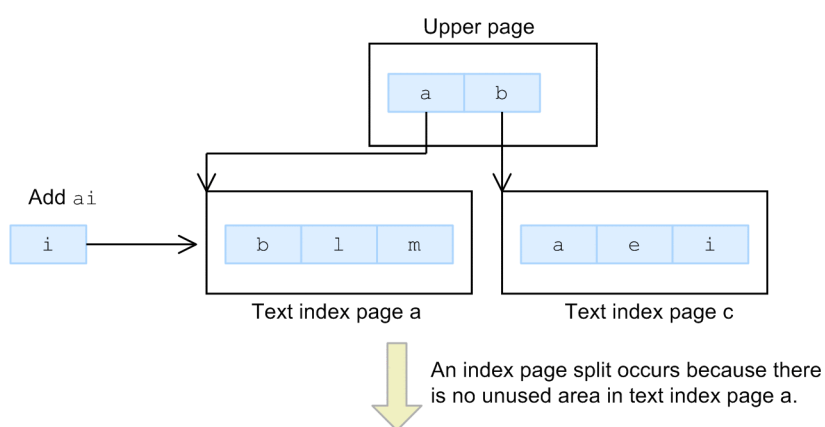 Upper page
a b
Add ai
i
b l m
a e i
Text index page a
Text index page c
An index page split occurs because there
is no unused area in text index page a.